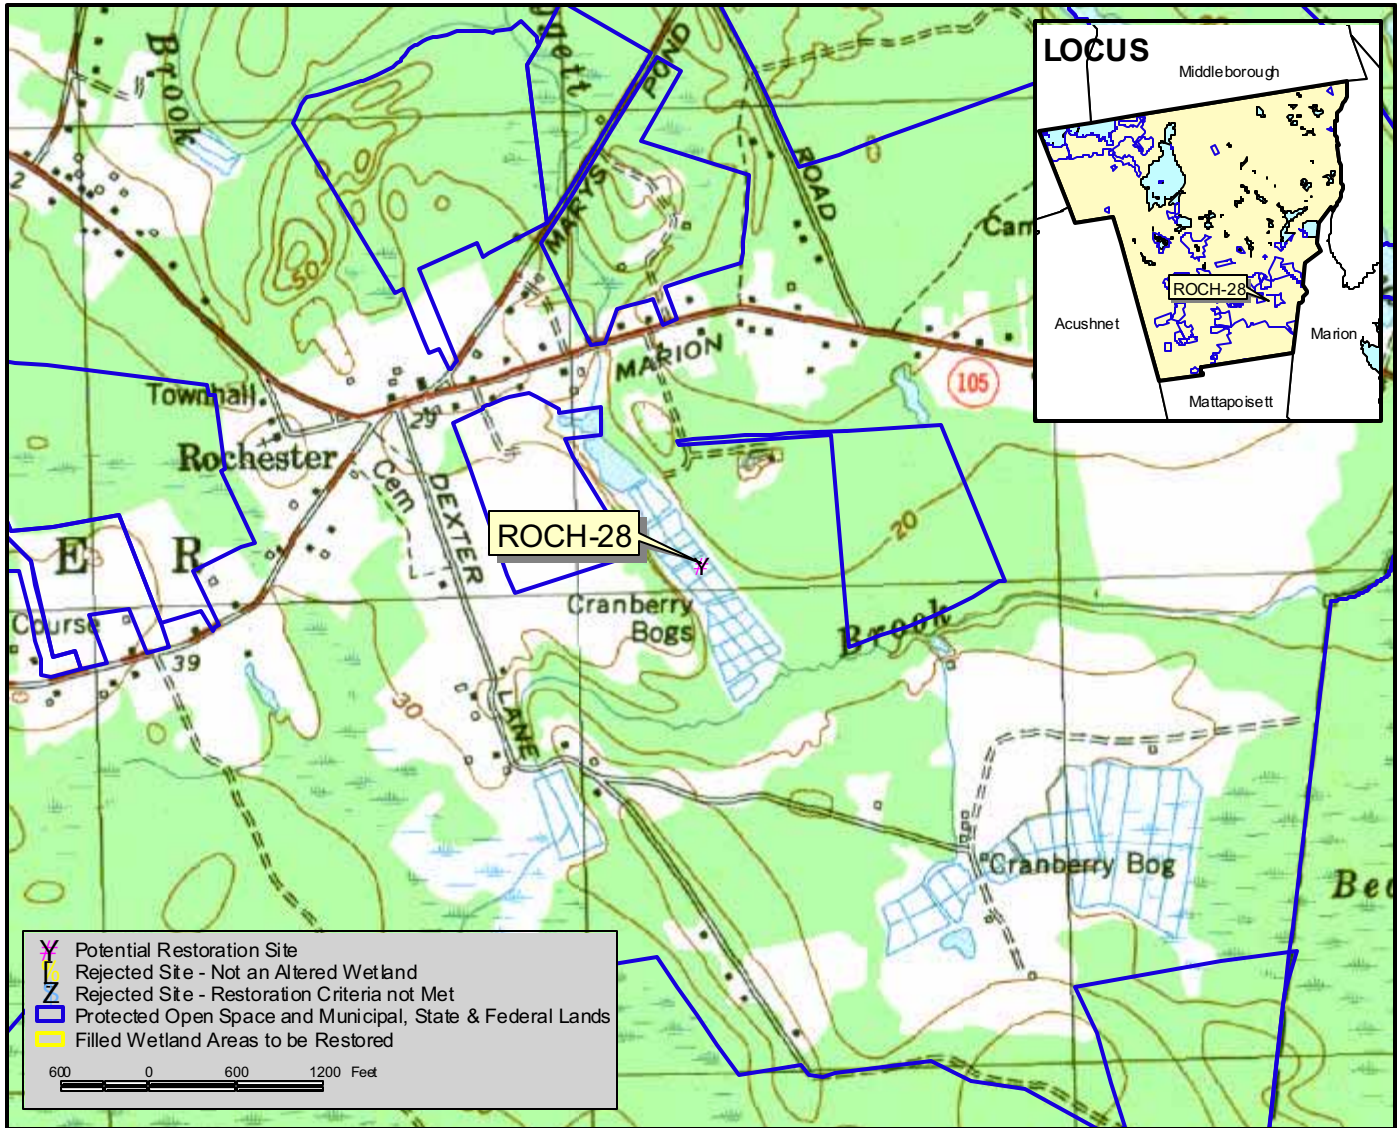 LOCUS
Middleborough
ROCH-28
Acushnet
Marion
Mattapoisett
Brook
MARYS POND
ROAD
2
50
MARION
105
Townhall
29
Rochester
Cem
DEXTER
LANE
ROCH-28
20
E R
Course
39
30
Cranberry
Bogs
Brook
Cranberry Bog
Potential Restoration Site
Rejected Site - Not an Altered Wetland
Rejected Site - Restoration Criteria not Met
Protected Open Space and Municipal, State & Federal Lands
Filled Wetland Areas to be Restored
600 0 600 1200 Feet